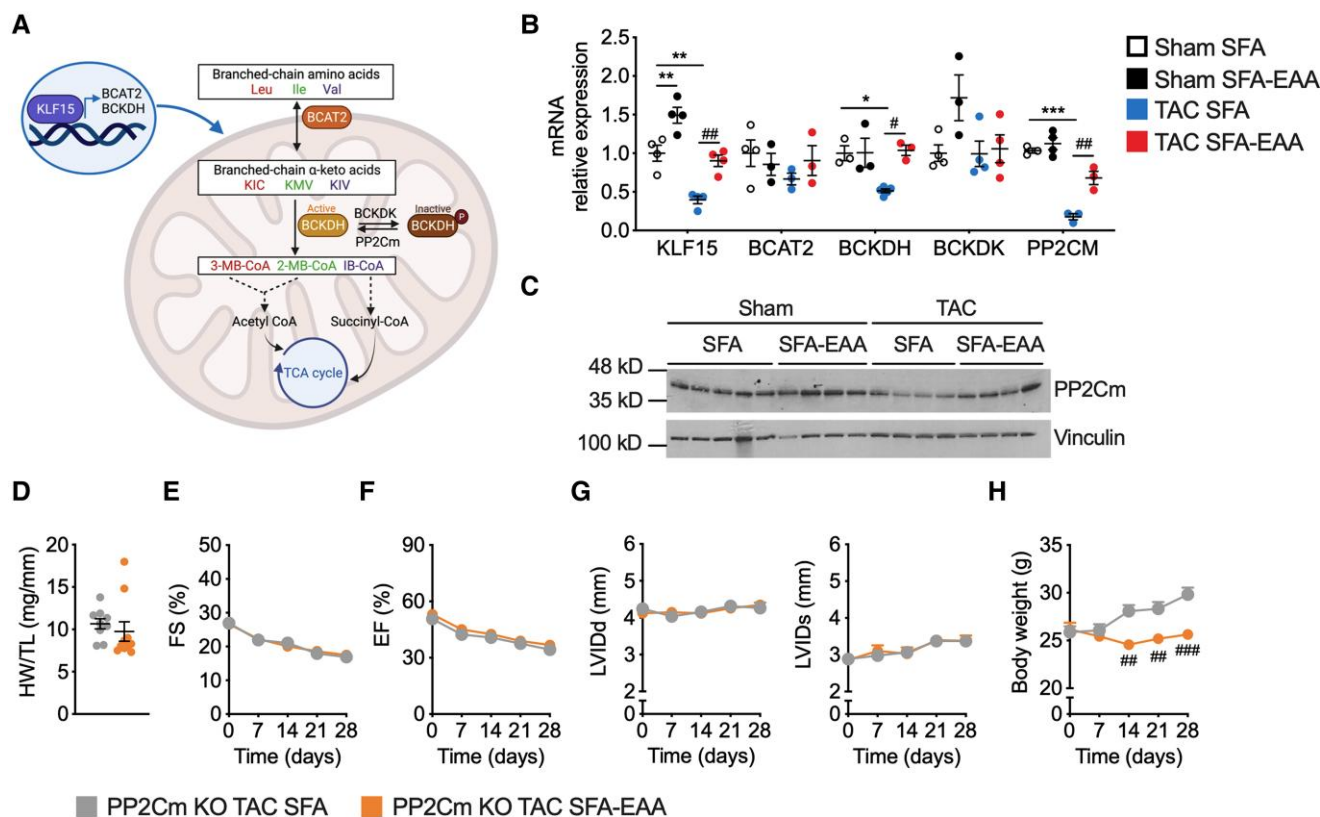 A
KLF15
BCAT2
BCKDH
Branched-chain amino acids
Leu Ile Val
BCAT2
Branched-chain α-keto acids
KIC KMV KIV
Active
BCKDH
BCKDK
PP2Cm
Inactive
BCKDH
P
3-MB-CoA 2-MB-CoA IB-CoA
Acetyl CoA
Succinyl-CoA
TCA cycle
B
mRNA
relative expression
2.5
2.0
1.5
1.0
0.5
0.0
**
**
##
*
#
***
##
KLF15 BCAT2 BCKDH BCKDK PP2CM
Sham SFA
Sham SFA-EAA
TAC SFA
TAC SFA-EAA
C
Sham TAC
SFA SFA-EAA SFA SFA-EAA
48 kD
35 kD
PP2Cm
100 kD
Vinculin
D
HW/TL (mg/mm)
20
15
10
5
0
E
FS (%)
50
40
30
20
10
0
0 7 14 21 28
Time (days)
F
EF (%)
90
60
30
0
0 7 14 21 28
Time (days)
G
LVIDd (mm)
6
5
4
3
2
0
0 7 14 21 28
Time (days)
LVIDs (mm)
6
5
4
3
2
0
0 7 14 21 28
Time (days)
H
Body weight (g)
35
30
25
20
0
## ## ###
0 7 14 21 28
Time (days)
PP2Cm KO TAC SFA
PP2Cm KO TAC SFA-EAA